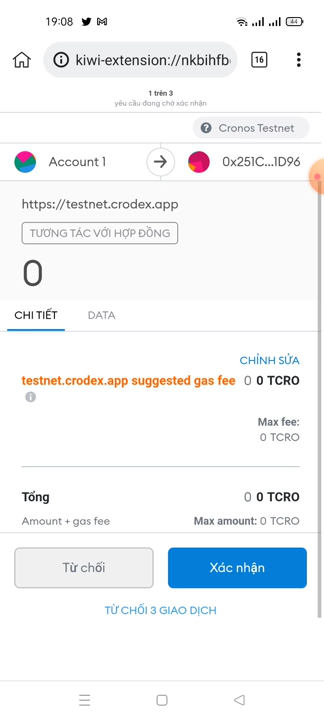 19:08
44
kiwi-extension://nkbihfb
16
1 trên 3
yêu cầu đang chờ xác nhận
Cronos Testnet
Account 1
0x251C...1D96
https://testnet.crodex.app
TƯƠNG TÁC VỚI HỢP ĐỒNG
0
CHI TIẾT
DATA
CHỈNH SỬA
testnet.crodex.app suggested gas fee 0 0 TCRO
Max fee:
0 TCRO
Tổng 0 0 TCRO
Amount + gas fee Max amount: 0 TCRO
Từ chối
Xác nhận
TỪ CHỐI 3 GIAO DỊCH